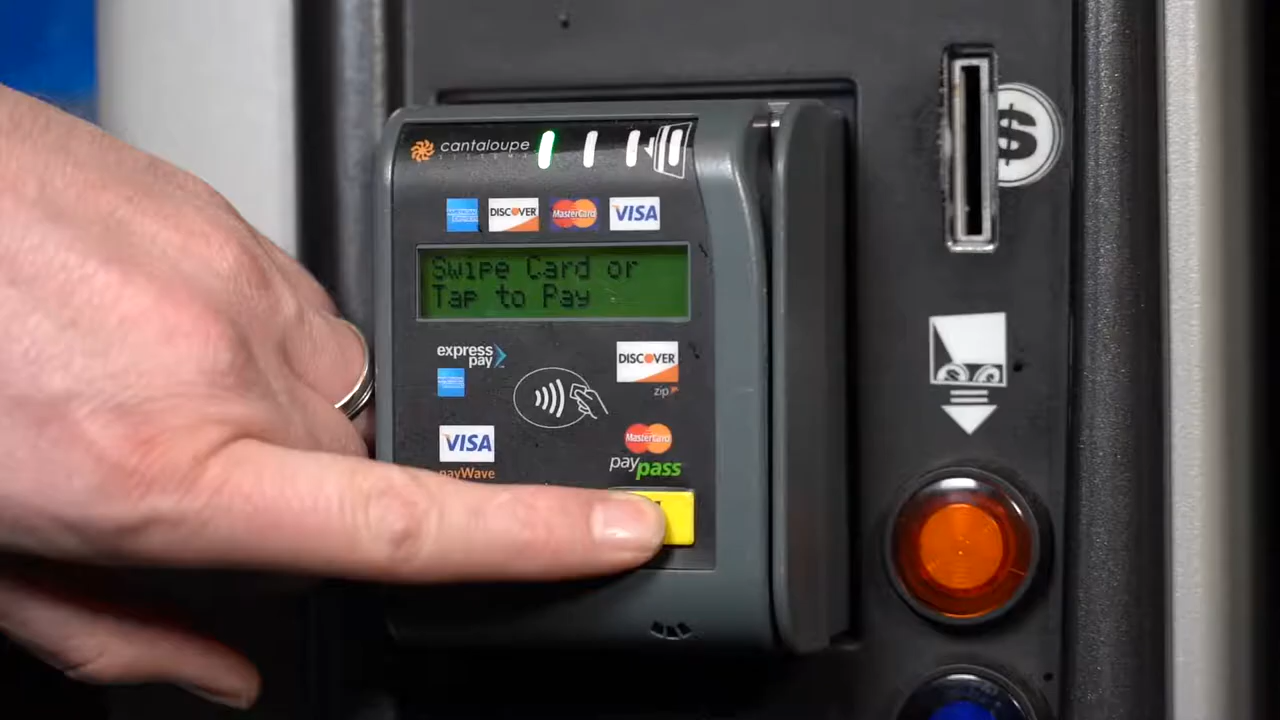 cantaloupe
SYSTEMS
AMERICAN EXPRESS
DISCOVER
MasterCard
VISA
Swipe Card or
Tap to Pay
express
pay
DISCOVER
zip
VISA
payWave
MasterCard
paypass
$